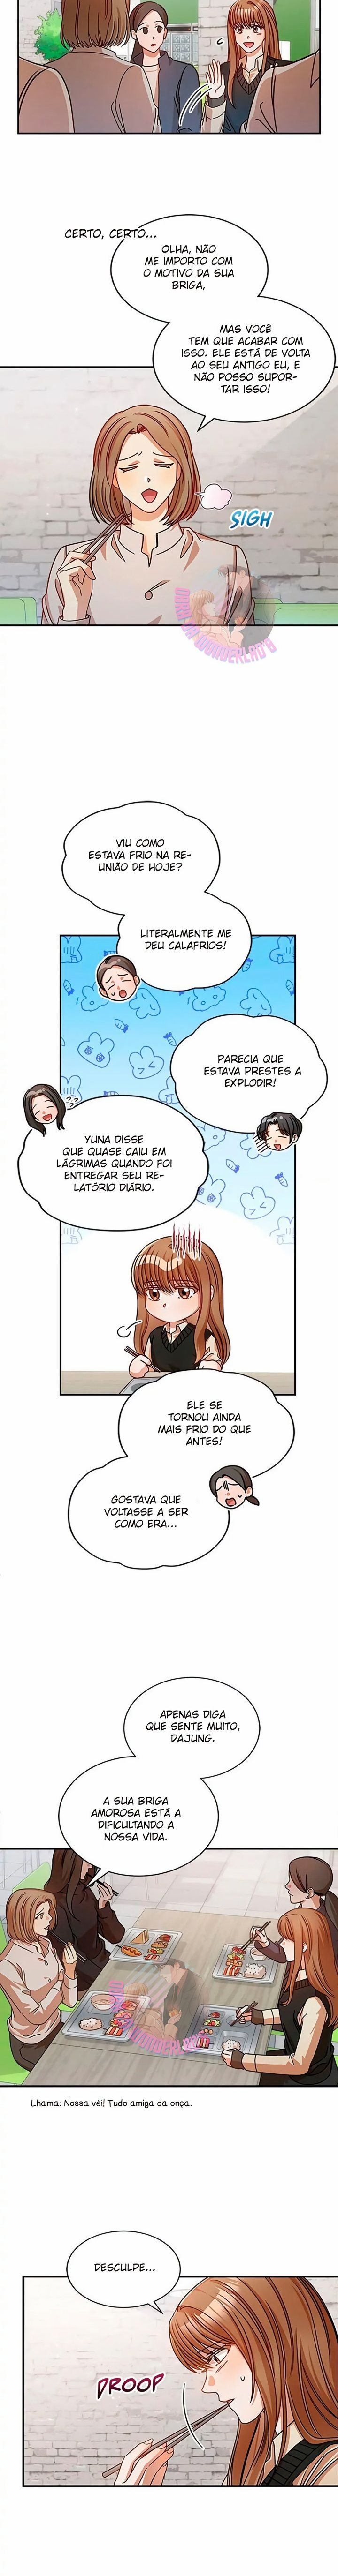 CERTO, CERTO...
OLHA, NÃO
ME IMPORTO COM
O MOTIVO DA SUA
BRIGA,
MAS VOCÊ
TEM QUE ACABAR COM
ISSO. ELE ESTÁ DE VOLTA
AO SEU ANTIGO EU, E
NÃO POSSO SUPOR-
TAR ISSO!
SIGH
VIU COMO
ESTAVA FRIO NA RE-
UNIÃO DE HOJE?
LITERALMENTE ME
DEU CALAFRIOS!
PARECIA QUE
ESTAVA PRESTES A
EXPLODIR!
YUNA DISSE
QUE QUASE CAIU EM
LÁGRIMAS QUANDO FOI
ENTREGAR SEU RE-
LATÓRIO DIÁRIO.
ELE SE
TORNOU AINDA
MAIS FRIO DO QUE
ANTES!
GOSTAVA QUE
VOLTASSE A SER
COMO ERA...
APENAS DIGA
QUE SENTE MUITO,
DAJUNG.
A SUA BRIGA
AMOROSA ESTÁ A
DIFICULTANDO A
NOSSA VIDA.
Lhama: Nossa véi! Tudo amiga da onça.
DESCULPE...
DROOP